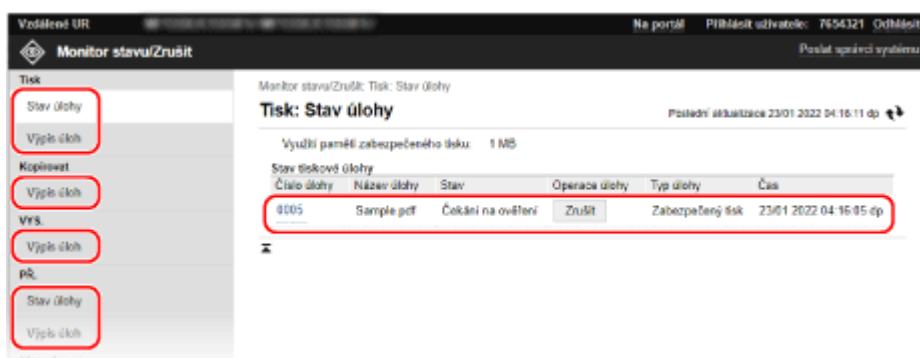 Vzdálené UR
Na portál Přihlásit uživatele: 7654321 Odhlásit
Monitor stavu/Zrušit
Poslat správci systému
Tisk
Stav úlohy
Výpis úloh
Kopírovat
Výpis úloh
VYS.
Výpis úloh
PŘ.
Stav úlohy
Výpis úloh
Monitor stavu/Zrušit: Tisk: Stav úlohy
Tisk: Stav úlohy
Poslední aktualizace 23/01 2022 04:16:11 dp
Využití paměti zabezpečeného tisku: 1 MB
Stav tiskové úlohy
Číslo úlohy Název úlohy Stav Operace úlohy Typ úlohy Čas
0005 Sample.pdf Čekání na ověření Zrušit Zabezpečený tisk 23/01 2022 04:16:05 dp